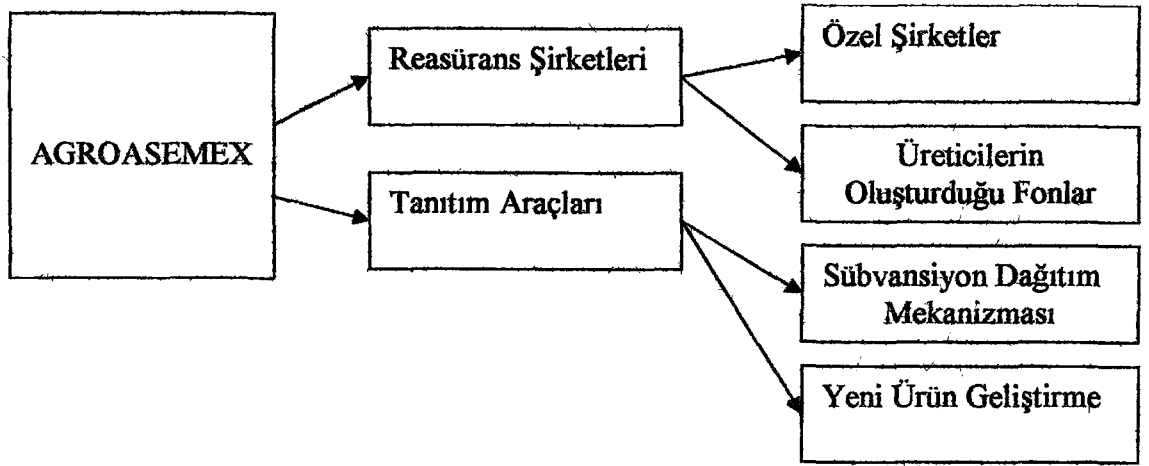 AGROASEMEX
Reasürans Şirketleri
Tanıtım Araçları
Özel Şirketler
Üreticilerin
Oluşturduğu Fonlar
Sübvansiyon Dağıtım
Mekanizması
Yeni Ürün Geliştirme